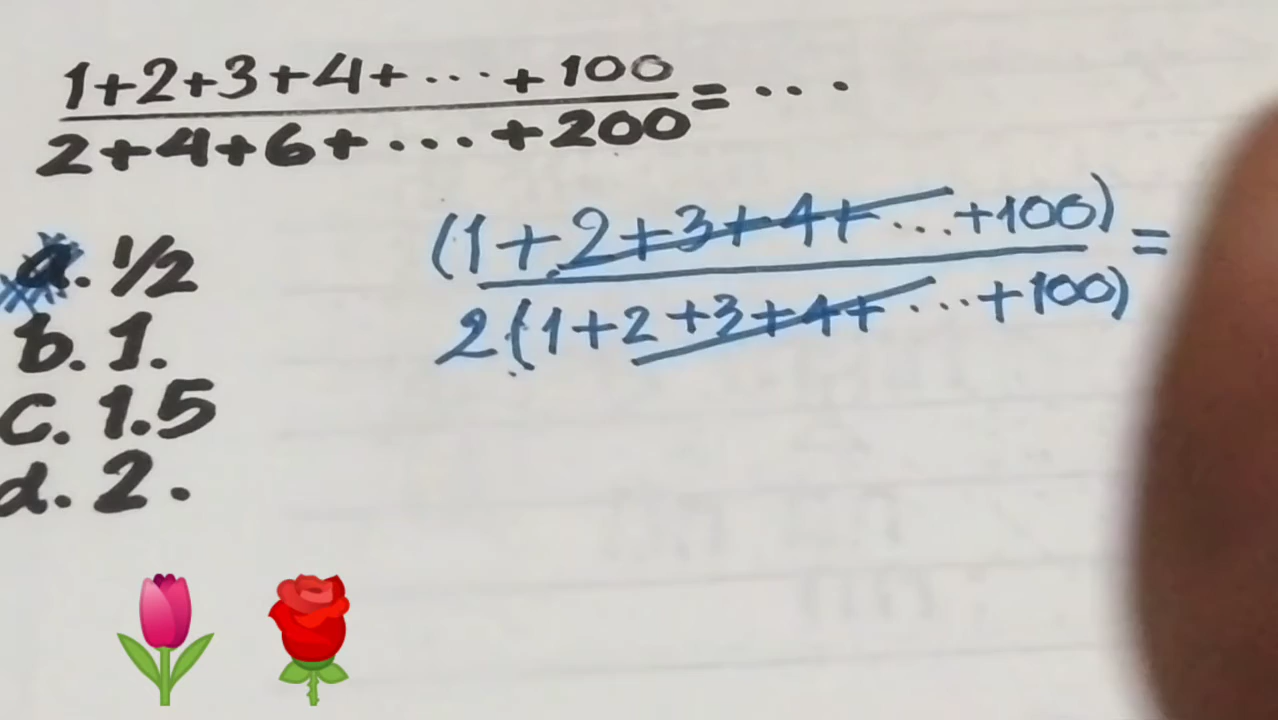 1+2+3+4+...+100
2+4+6+...+200 = ...
(1+2+3+4+...+100)
2(1+2+3+4+...+100) =
a. 1/2
b. 1.
c. 1.5
d. 2.